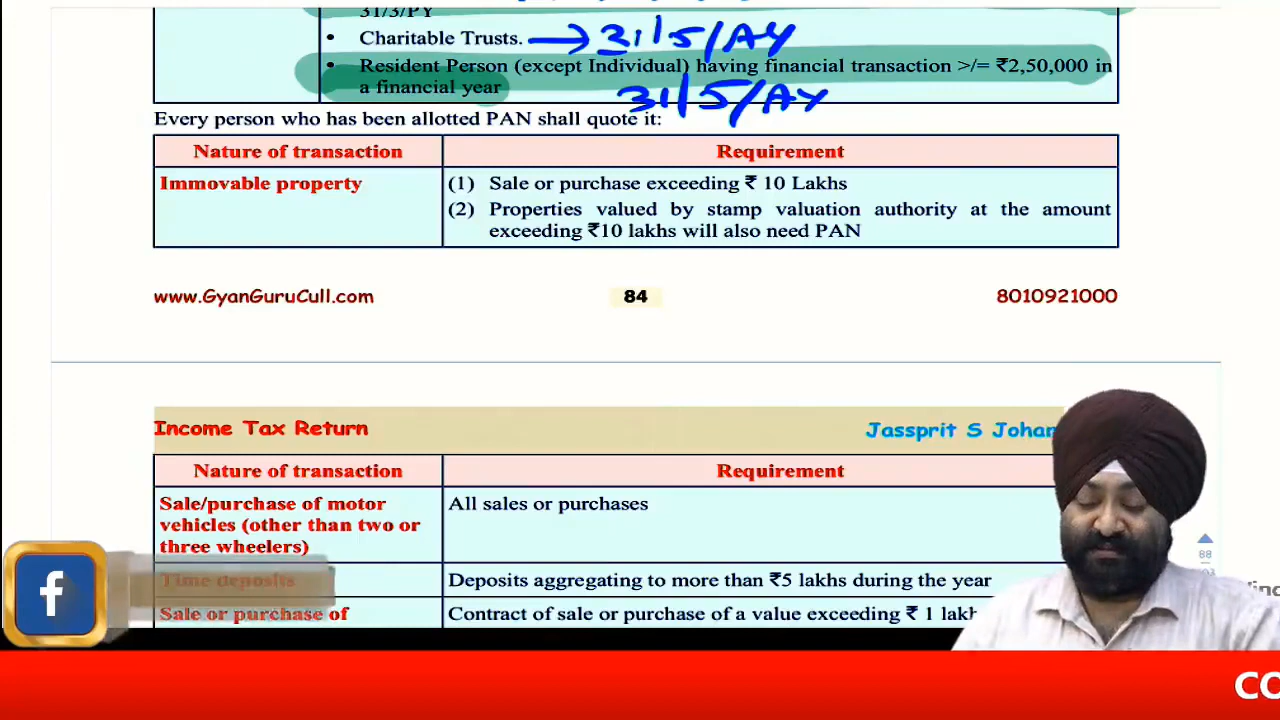 31/3/PY
• Charitable Trusts. → 31/5/AY
• Resident Person (except Individual) having financial transaction >/= ₹2,50,000 in
a financial year 31/5/AY
Every person who has been allotted PAN shall quote it:
Nature of transaction Requirement
Immovable property (1) Sale or purchase exceeding ₹ 10 Lakhs
(2) Properties valued by stamp valuation authority at the amount
exceeding ₹10 lakhs will also need PAN
www.GyanGuruCull.com 84 8010921000
Income Tax Return Jassprit S Johar
Nature of transaction Requirement
Sale/purchase of motor All sales or purchases
vehicles (other than two or
three wheelers)
Time deposits Deposits aggregating to more than ₹5 lakhs during the year
Sale or purchase of Contract of sale or purchase of a value exceeding ₹ 1 lakh
88
f
CO